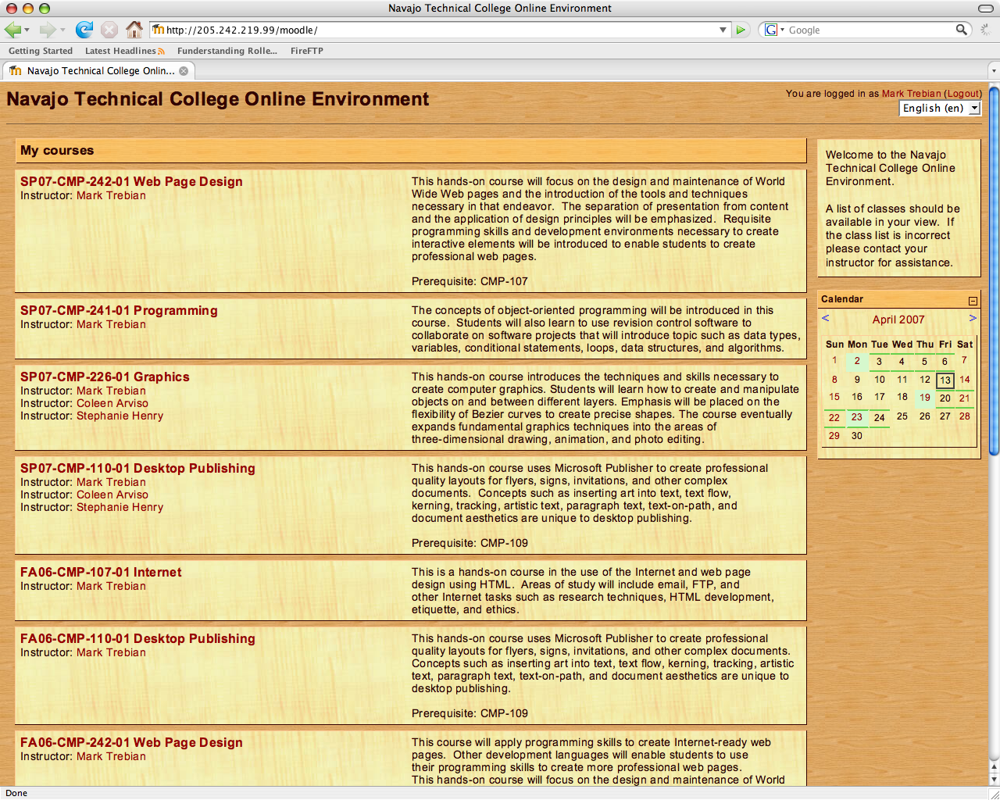 Navajo Technical College Online Environment
http://205.242.219.99/moodle/
Google
Getting Started Latest Headlines Funderstanding Rolle... FireFTP
Navajo Technical College Onlin...
Navajo Technical College Online Environment
You are logged in as Mark Trebian (Logout)
English (en)
My courses
SP07-CMP-242-01 Web Page Design
Instructor: Mark Trebian
This hands-on course will focus on the design and maintenance of World
Wide Web pages and the introduction of the tools and techniques
necessary in that endeavor. The separation of presentation from content
and the application of design principles will be emphasized. Requisite
programming skills and development environments necessary to create
interactive elements will be introduced to enable students to create
professional web pages.
Prerequisite: CMP-107
SP07-CMP-241-01 Programming
Instructor: Mark Trebian
The concepts of object-oriented programming will be introduced in this
course. Students will also learn to use revision control software to
collaborate on software projects that will introduce topic such as data types,
variables, conditional statements, loops, data structures, and algorithms.
SP07-CMP-226-01 Graphics
Instructor: Mark Trebian
Instructor: Coleen Arviso
Instructor: Stephanie Henry
This hands-on course introduces the techniques and skills necessary to
create computer graphics. Students will learn how to create and manipulate
objects on and between different layers. Emphasis will be placed on the
flexibility of Bezier curves to create precise shapes. The course eventually
expands fundamental graphics techniques into the areas of
three-dimensional drawing, animation, and photo editing.
SP07-CMP-110-01 Desktop Publishing
Instructor: Mark Trebian
Instructor: Coleen Arviso
Instructor: Stephanie Henry
This hands-on course uses Microsoft Publisher to create professional
quality layouts for flyers, signs, invitations, and other complex
documents. Concepts such as inserting art into text, text flow,
kerning, tracking, artistic text, paragraph text, text-on-path, and
document aesthetics are unique to desktop publishing.
Prerequisite: CMP-109
FA06-CMP-107-01 Internet
Instructor: Mark Trebian
This is a hands-on course in the use of the Internet and web page
design using HTML. Areas of study will include email, FTP, and
other Internet tasks such as research techniques, HTML development,
etiquette, and ethics.
FA06-CMP-110-01 Desktop Publishing
Instructor: Mark Trebian
This hands-on course uses Microsoft Publisher to create professional
quality layouts for flyers, signs, invitations, and other complex documents.
Concepts such as inserting art into text, text flow, kerning, tracking, artistic
text, paragraph text, text-on-path, and document aesthetics are unique to
desktop publishing.
Prerequisite: CMP-109
FA06-CMP-242-01 Web Page Design
Instructor: Mark Trebian
This course will apply programming skills to create Internet-ready web
pages. Other development languages will enable students to use
their programming skills to create more professional web pages.
This hands-on course will focus on the design and maintenance of World
Welcome to the Navajo
Technical College Online
Environment.
A list of classes should be
available in your view. If
the class list is incorrect
please contact your
instructor for assistance.
Calendar
< April 2007 >
Sun Mon Tue Wed Thu Fri Sat
1 2 3 4 5 6 7
8 9 10 11 12 13 14
15 16 17 18 19 20 21
22 23 24 25 26 27 28
29 30
Done